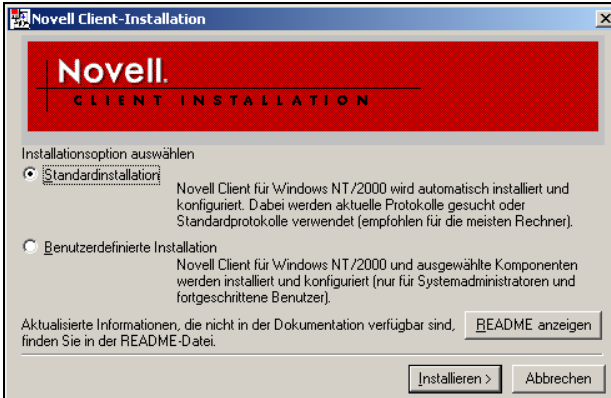 Novell Client-Installation
Novell.
CLIENT INSTALLATION
Installationsoption auswählen
Standardinstallation
Novell Client für Windows NT/2000 wird automatisch installiert und
konfiguriert. Dabei werden aktuelle Protokolle gesucht oder
Standardprotokolle verwendet (empfohlen für die meisten Rechner).
Benutzerdefinierte Installation
Novell Client für Windows NT/2000 und ausgewählte Komponenten
werden installiert und konfiguriert (nur für Systemadministratoren und
fortgeschrittene Benutzer).
Aktualisierte Informationen, die nicht in der Dokumentation verfügbar sind,
finden Sie in der README-Datei.
README anzeigen
Installieren >
Abbrechen